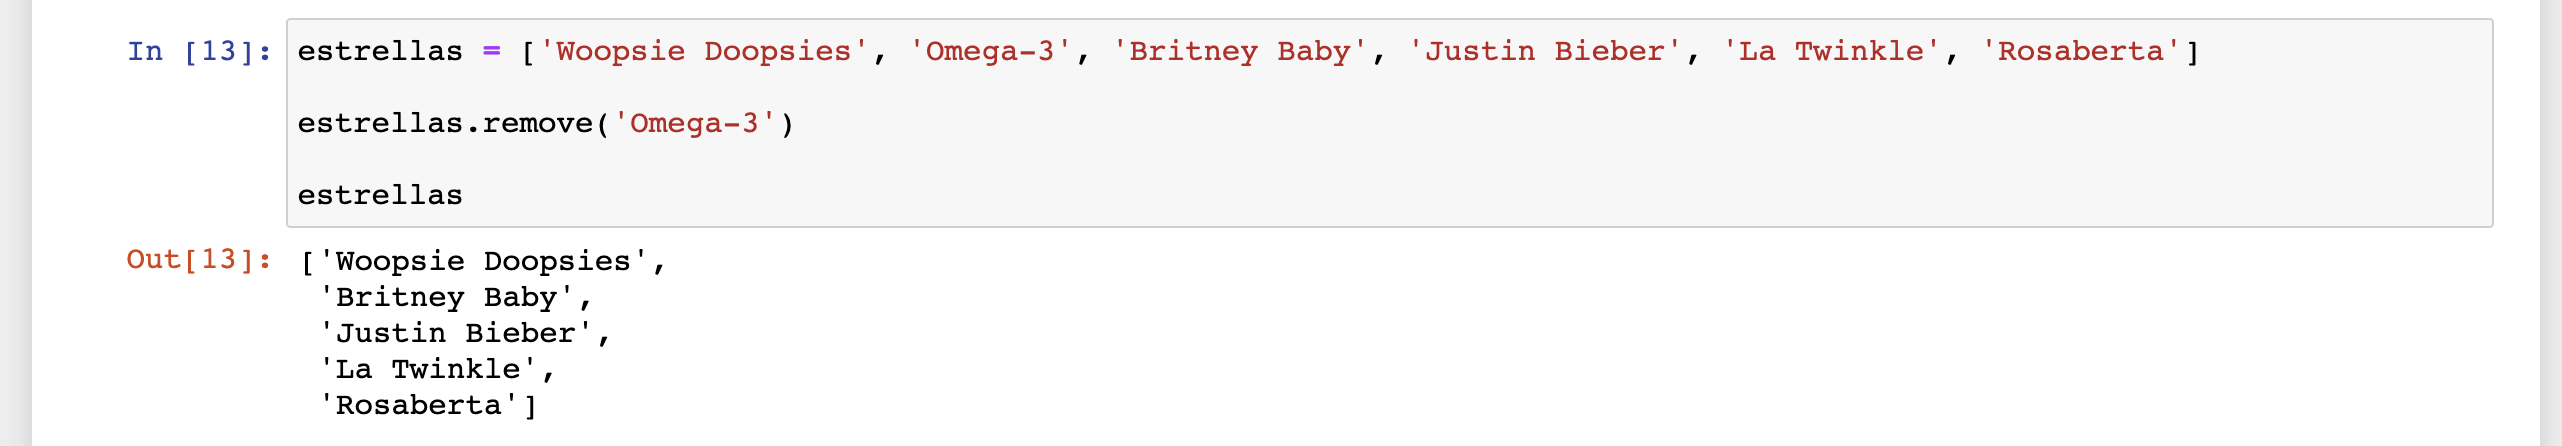 In [13]: estrellas = ['Woopsie Doopsies', 'Omega-3', 'Britney Baby', 'Justin Bieber', 'La Twinkle', 'Rosaberta']
estrellas.remove('Omega-3')
estrellas
Out[13]: ['Woopsie Doopsies',
'Britney Baby',
'Justin Bieber',
'La Twinkle',
'Rosaberta']